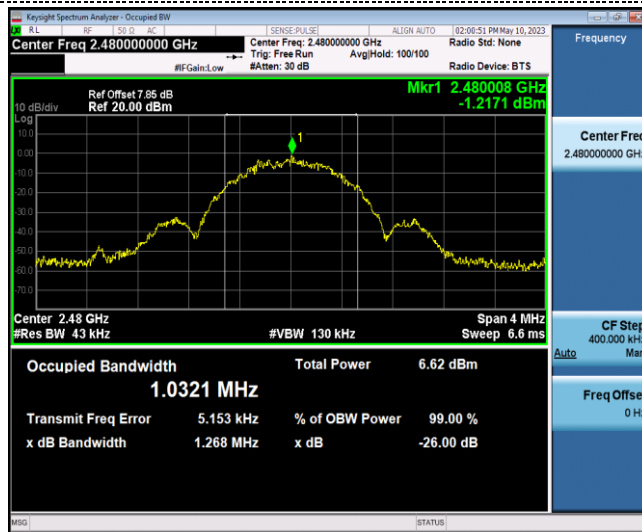 Keysight Spectrum Analyzer - Occupied BW
RL RF 50 Ω AC SENSE:PULSE ALIGN AUTO 02:00:51 PM May 10, 2023
Center Freq 2.480000000 GHz
Center Freq: 2.480000000 GHz Radio Std: None
Trig: Free Run Avg|Hold: 100/100
#IFGain:Low #Atten: 30 dB Radio Device: BTS
Frequency
Ref Offset 7.85 dB Mkr1 2.480008 GHz
10 dB/div Ref 20.00 dBm -1.2171 dBm
Log
10.0
0.00
-10.0
-20.0
-30.0
-40.0
-50.0
-60.0
-70.0
1
Center Freq
2.480000000 GHz
Center 2.48 GHz Span 4 MHz
#Res BW 43 kHz #VBW 130 kHz Sweep 6.6 ms
CF Step
400.000 kHz
Auto Man
Occupied Bandwidth Total Power 6.62 dBm
1.0321 MHz
Transmit Freq Error 5.153 kHz % of OBW Power 99.00 %
x dB Bandwidth 1.268 MHz x dB -26.00 dB
Freq Offset
0 Hz
MSG STATUS